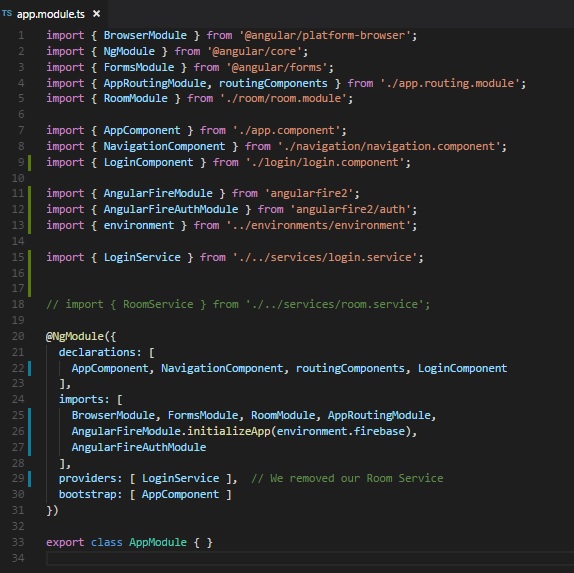 TS app.module.ts ×
1 import { BrowserModule } from '@angular/platform-browser';
2 import { NgModule } from '@angular/core';
3 import { FormsModule } from '@angular/forms';
4 import { AppRoutingModule, routingComponents } from './app.routing.module';
5 import { RoomModule } from './room/room.module';
6
7 import { AppComponent } from './app.component';
8 import { NavigationComponent } from './navigation/navigation.component';
9 import { LoginComponent } from './login/login.component';
10
11 import { AngularFireModule } from 'angularfire2';
12 import { AngularFireAuthModule } from 'angularfire2/auth';
13 import { environment } from '../environments/environment';
14
15 import { LoginService } from './../services/login.service';
16
17
18 // import { RoomService } from './../services/room.service';
19
20 @NgModule({
21   declarations: [
22     AppComponent, NavigationComponent, routingComponents, LoginComponent
23   ],
24   imports: [
25     BrowserModule, FormsModule, RoomModule, AppRoutingModule,
26     AngularFireModule.initializeApp(environment.firebase),
27     AngularFireAuthModule
28   ],
29   providers: [ LoginService ],  // We removed our Room Service
30   bootstrap: [ AppComponent ]
31 })
32
33 export class AppModule { }
34